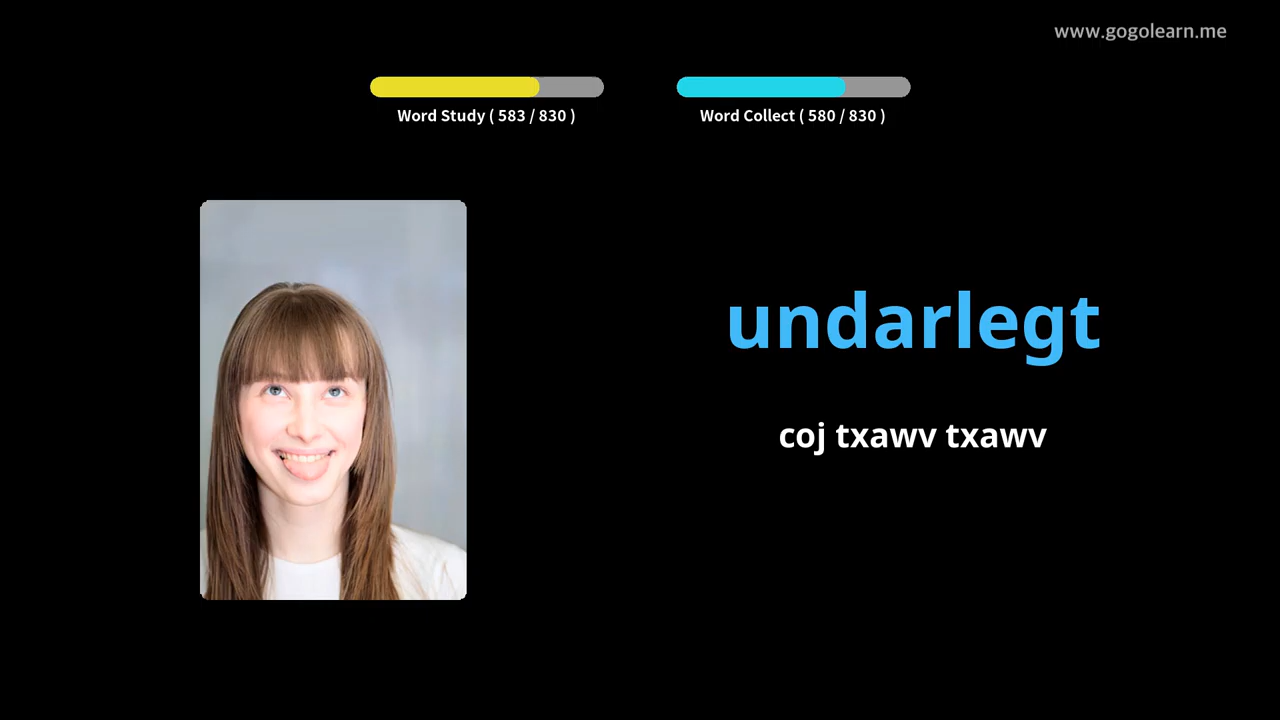 www.gogolearn.me
Word Study ( 583 / 830 )
Word Collect ( 580 / 830 )
undarlegt
coj txawv txawv